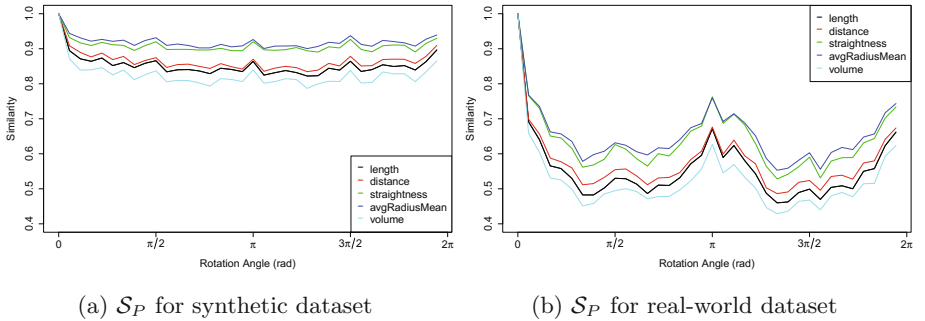 1.0
0.9
0.8
0.7
0.6
0.5
0.4
Similarity
length
distance
straightness
avgRadiusMean
volume
0
π/2
π
3π/2
2π
Rotation Angle (rad)
(a) S_P for synthetic dataset
1.0
0.9
0.8
0.7
0.6
0.5
0.4
Similarity
length
distance
straightness
avgRadiusMean
volume
0
π/2
π
3π/2
2π
Rotation Angle (rad)
(b) S_P for real-world dataset